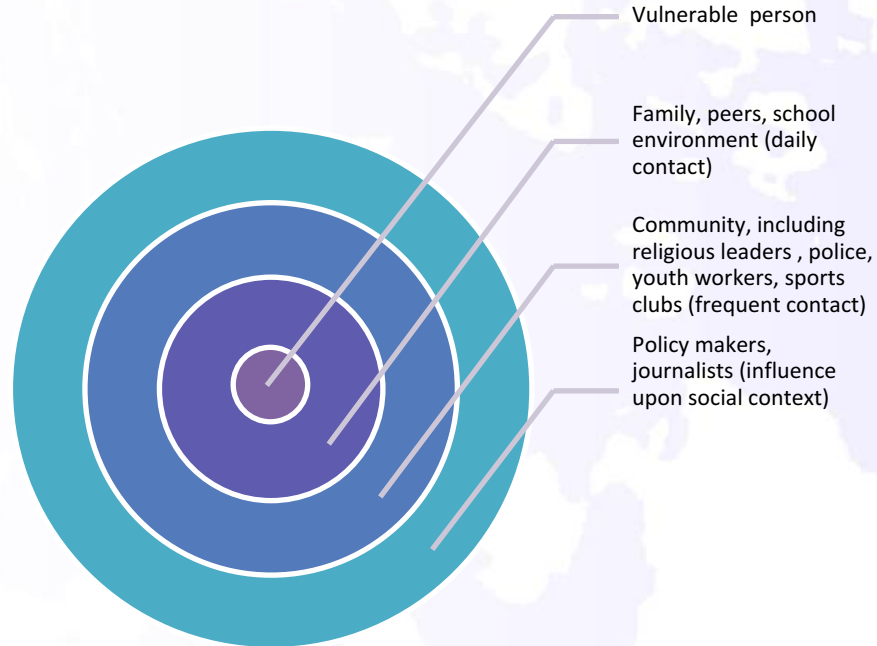 Vulnerable  person
Family, peers, school
environment (daily
contact)
Community, including
religious leaders , police,
youth workers, sports
clubs (frequent contact)
Policy makers,
journalists (influence
upon social context)